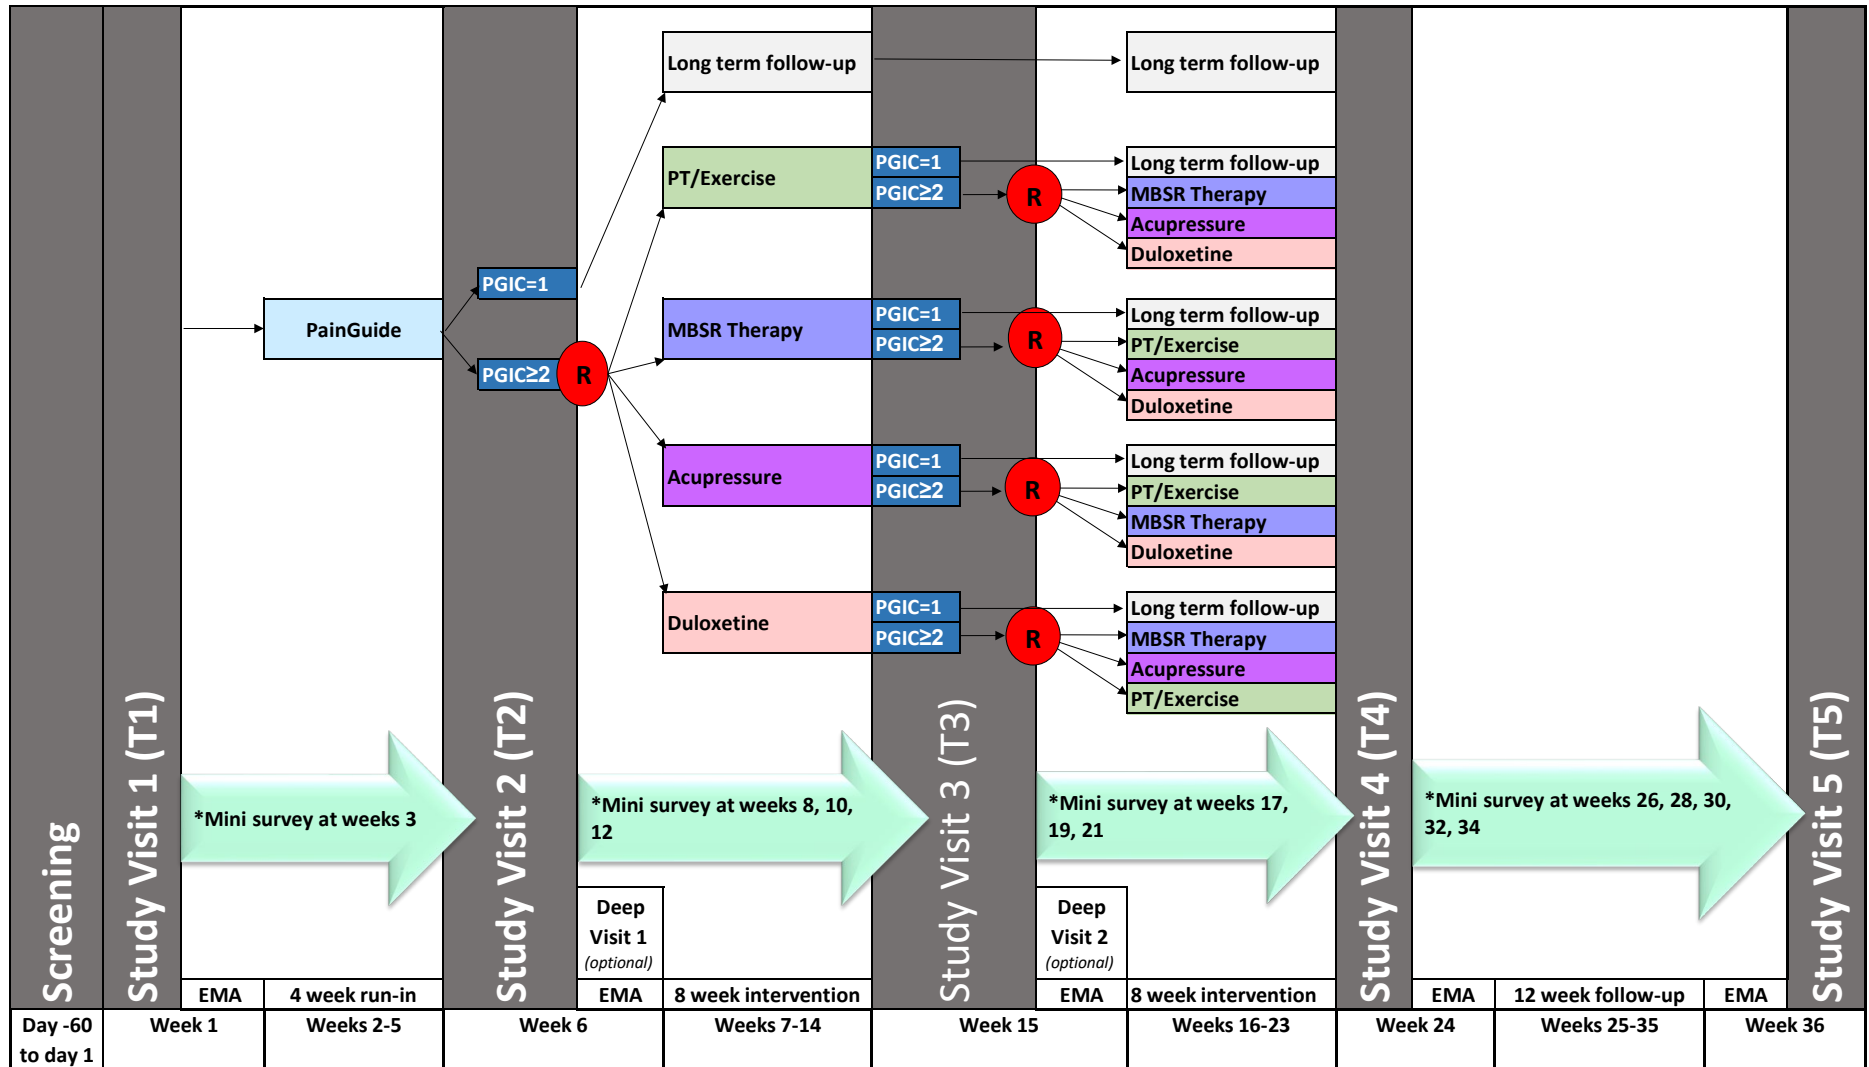 Screening
Study Visit 1 (T1)
Study Visit 2 (T2)
Study Visit 3 (T3)
Study Visit 4 (T4)
Study Visit 5 (T5)
PainGuide
PGIC=1
PGIC≥2
R
Long term follow-up
PT/Exercise
MBSR Therapy
Acupressure
Duloxetine
PGIC=1
PGIC≥2
R
PGIC=1
PGIC≥2
R
PGIC=1
PGIC≥2
R
PGIC=1
PGIC≥2
R
Long term follow-up
Long term follow-up
MBSR Therapy
Acupressure
Duloxetine
Long term follow-up
PT/Exercise
Acupressure
Duloxetine
Long term follow-up
PT/Exercise
MBSR Therapy
Duloxetine
Long term follow-up
MBSR Therapy
Acupressure
PT/Exercise
*Mini survey at weeks 3
*Mini survey at weeks 8, 10,
12
*Mini survey at weeks 17,
19, 21
*Mini survey at weeks 26, 28, 30,
32, 34
Deep
Visit 1
(optional)
Deep
Visit 2
(optional)
EMA
4 week run-in
EMA
8 week intervention
EMA
8 week intervention
EMA
12 week follow-up
EMA
Day -60
to day 1
Week 1
Weeks 2-5
Week 6
Weeks 7-14
Week 15
Weeks 16-23
Week 24
Weeks 25-35
Week 36